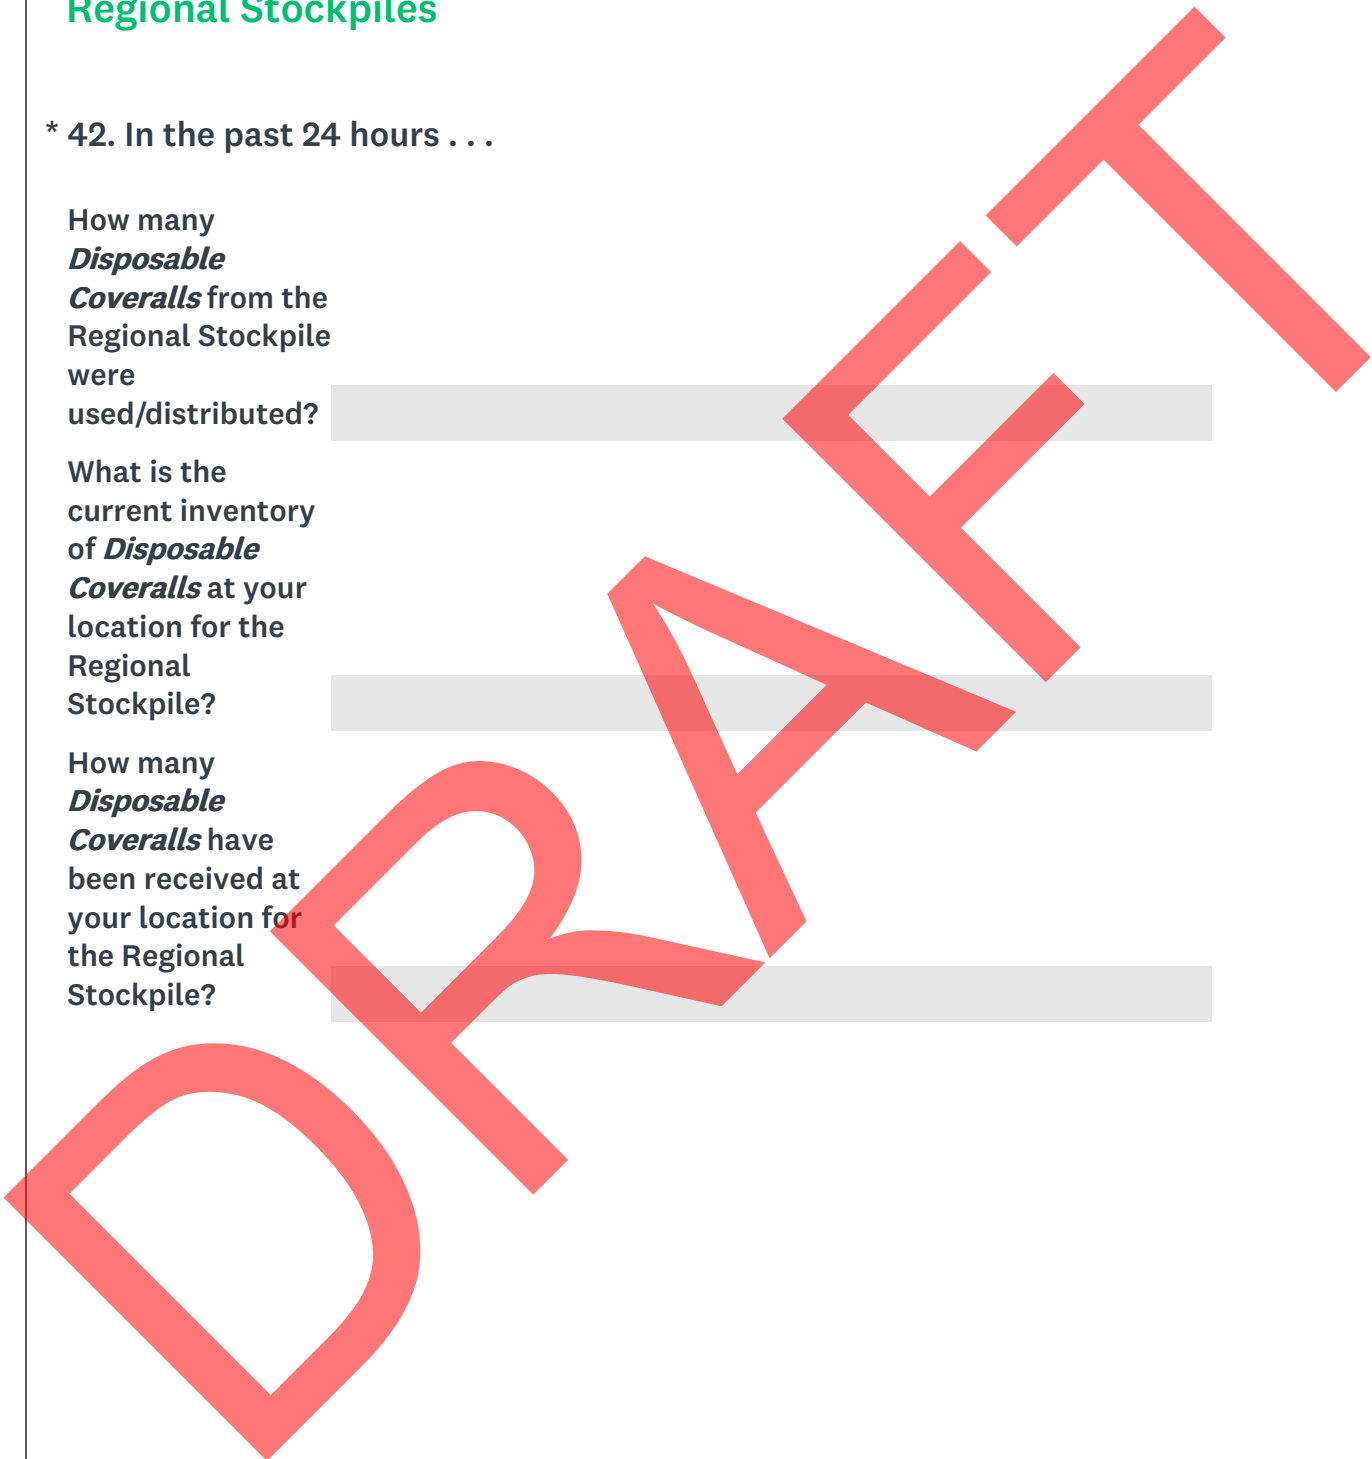 Regional Stockpiles
* 42. In the past 24 hours . . .
How many
Disposable
Coveralls from the
Regional Stockpile
were
used/distributed?
What is the
current inventory
of Disposable
Coveralls at your
location for the
Regional
Stockpile?
How many
Disposable
Coveralls have
been received at
your location for
the Regional
Stockpile?
DRAFT